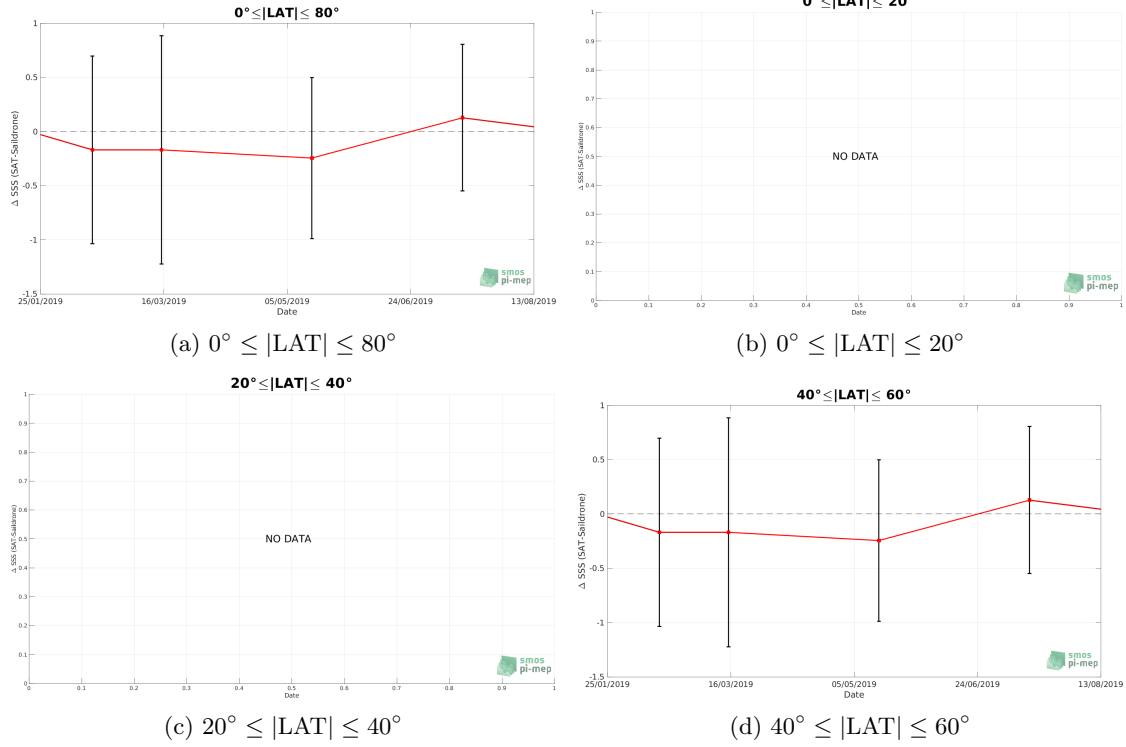 0°≤|LAT|≤ 80°
1
0.5
0
-0.5
-1
-1.5
Δ SSS (SAT-Saildrone)
25/01/2019 16/03/2019 05/05/2019 24/06/2019 13/08/2019
Date
smos
pi-mep
(a) 0° ≤ |LAT| ≤ 80°
0°≤|LAT|≤ 20°
1
0.9
0.8
0.7
0.6
0.5
0.4
0.3
0.2
0.1
0
Δ SSS (SAT-Saildrone)
NO DATA
0 0.1 0.2 0.3 0.4 0.5 0.6 0.7 0.8 0.9 1
Date
smos
pi-mep
(b) 0° ≤ |LAT| ≤ 20°
20°≤|LAT|≤ 40°
1
0.9
0.8
0.7
0.6
0.5
0.4
0.3
0.2
0.1
0
Δ SSS (SAT-Saildrone)
NO DATA
0 0.1 0.2 0.3 0.4 0.5 0.6 0.7 0.8 0.9 1
Date
smos
pi-mep
(c) 20° ≤ |LAT| ≤ 40°
40°≤|LAT|≤ 60°
1
0.5
0
-0.5
-1
-1.5
Δ SSS (SAT-Saildrone)
25/01/2019 16/03/2019 05/05/2019 24/06/2019 13/08/2019
Date
smos
pi-mep
(d) 40° ≤ |LAT| ≤ 60°